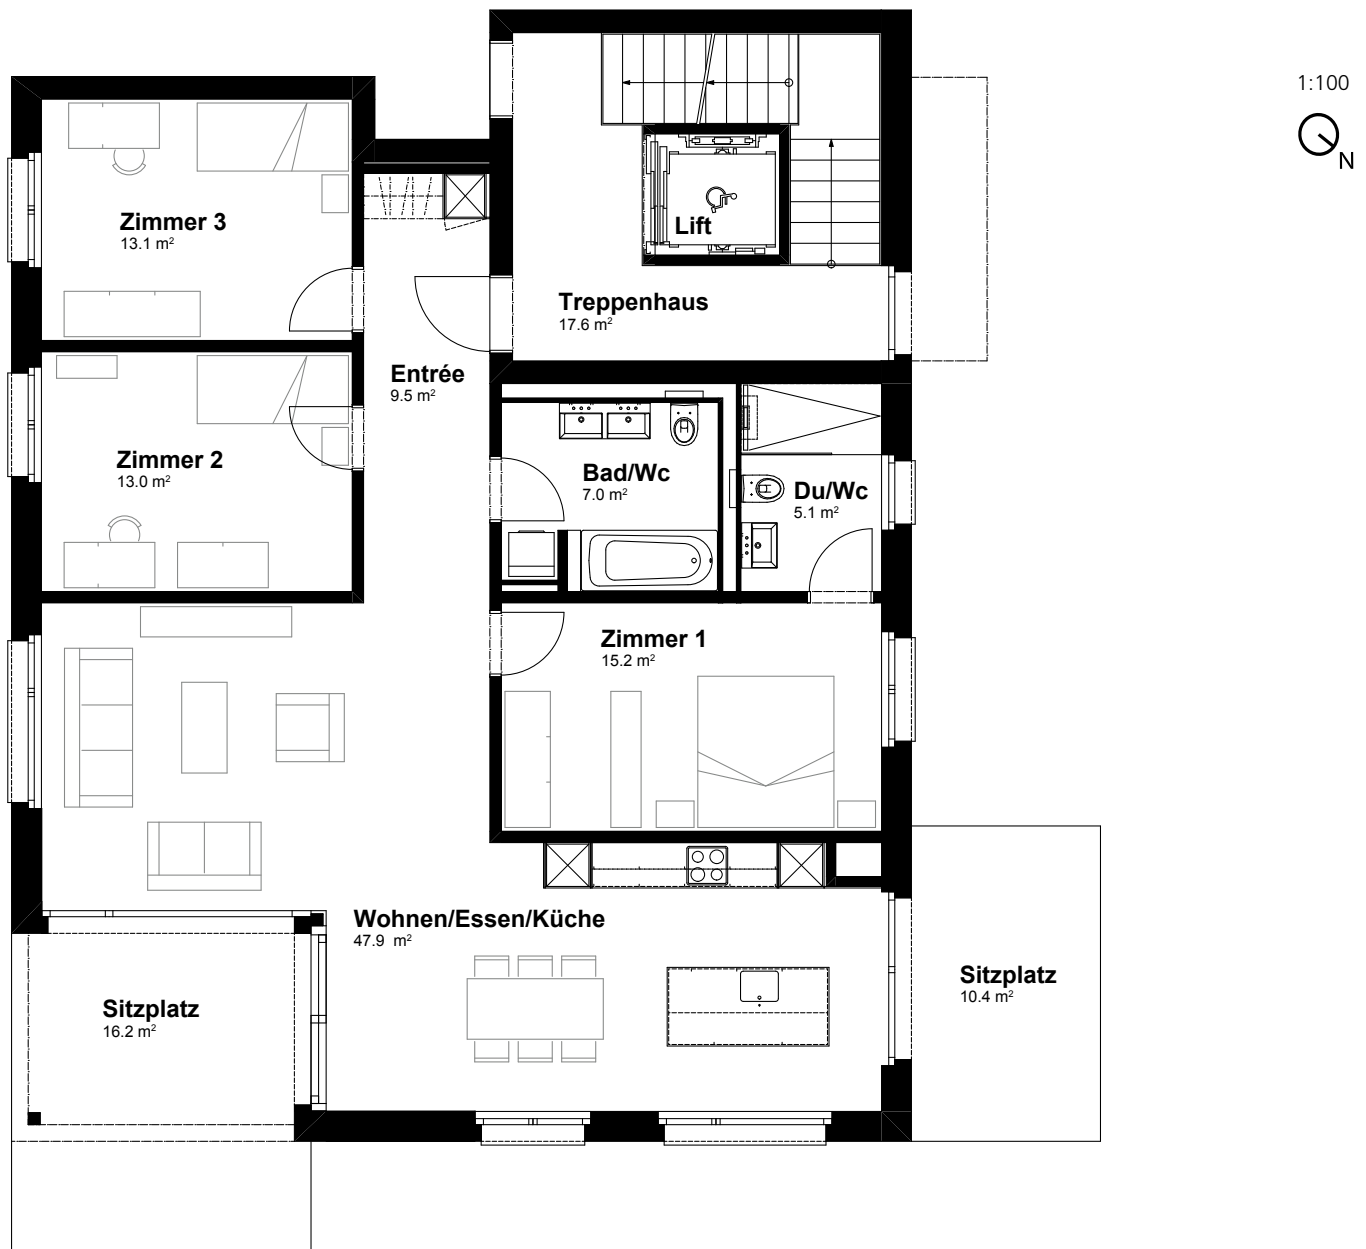 1:100
N
Zimmer 3
13.1 m²
Lift
Treppenhaus
17.6 m²
Entrée
9.5 m²
Zimmer 2
13.0 m²
Bad/Wc
7.0 m²
Du/Wc
5.1 m²
Zimmer 1
15.2 m²
Wohnen/Essen/Küche
47.9 m²
Sitzplatz
10.4 m²
Sitzplatz
16.2 m²